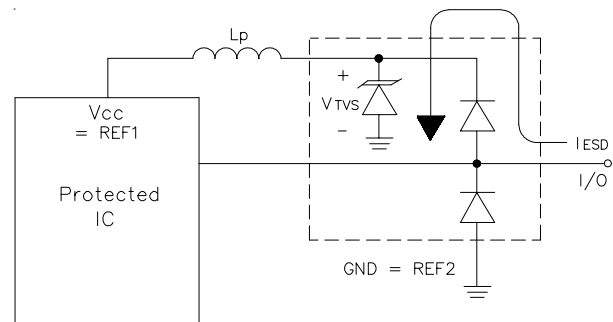 Lp
Vcc
= REF1
+
VTVS
-
Protected
IC
IESD
I/O
GND = REF2